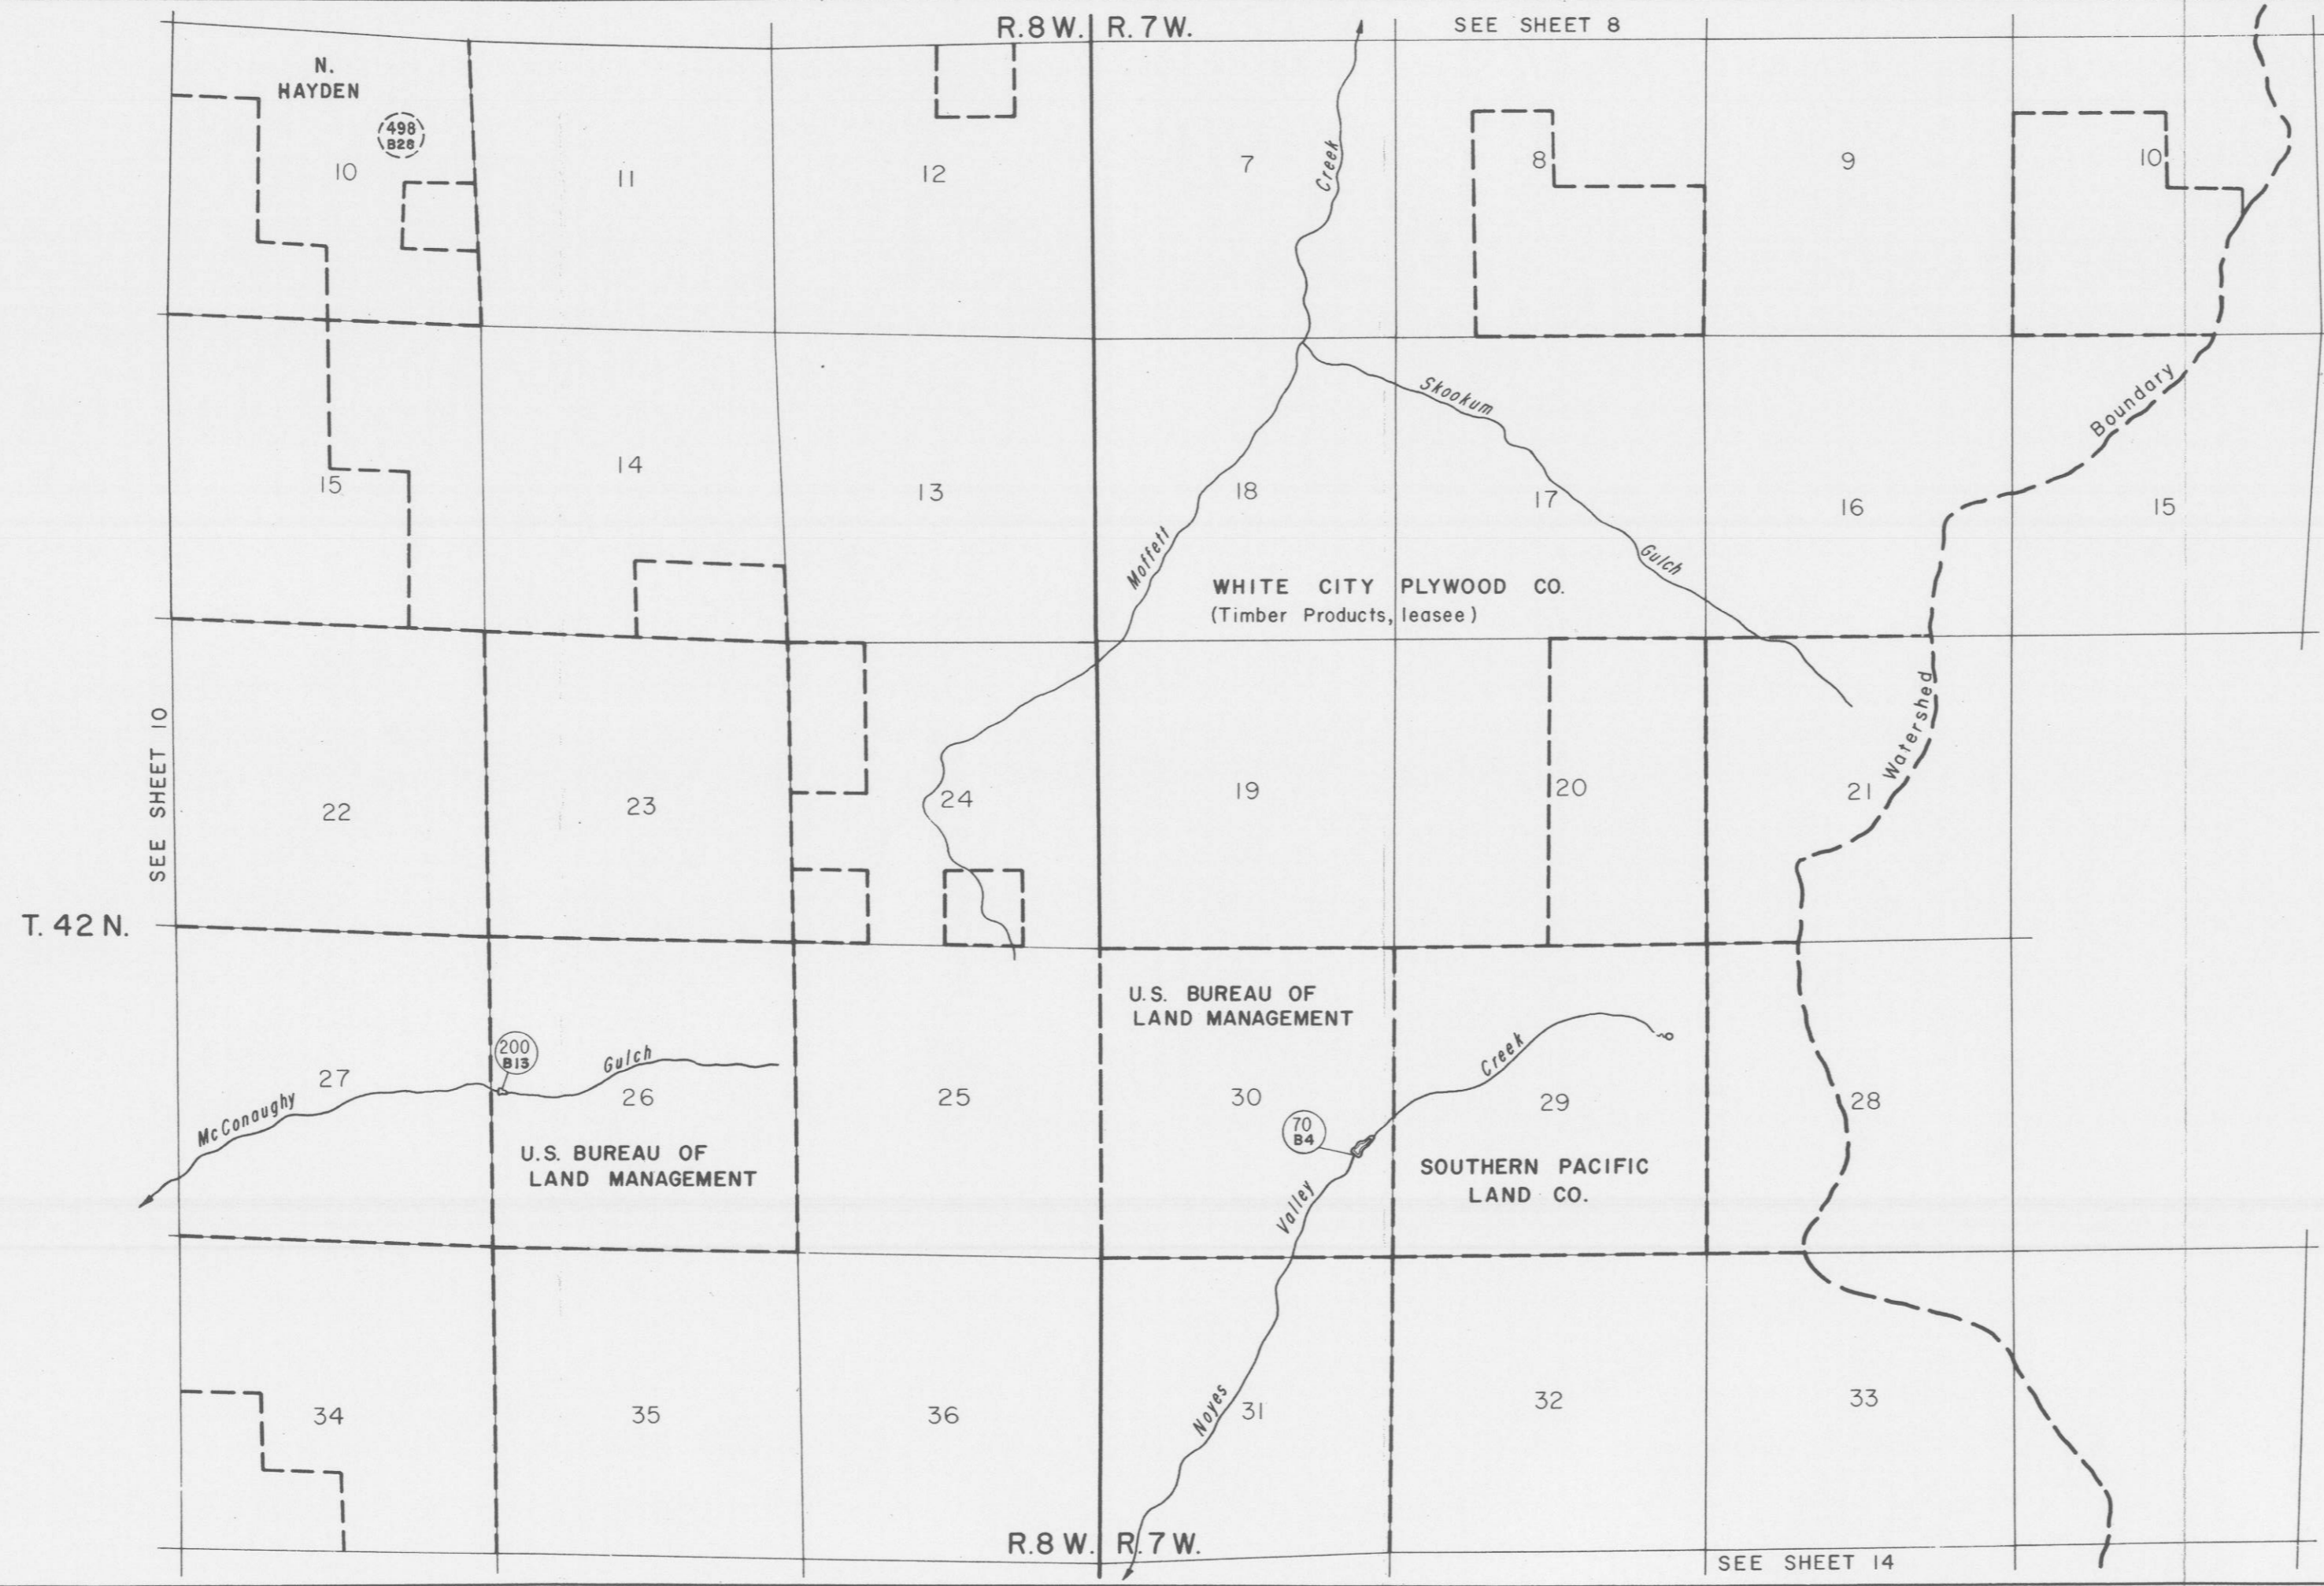 R.8 W. R. 7 W.
SEE SHEET 8
N.
HAYDEN
498
B28
10
11
12
7
Creek
8
9
10
Skookum
Boundary
15
14
13
18
17
16
15
Moffett
Gulch
WHITE CITY PLYWOOD CO.
(Timber Products, leasee)
SEE SHEET 10
Watershed
22
23
24
19
20
21
T. 42 N.
U.S. BUREAU OF
LAND MANAGEMENT
200
B13
Gulch
Creek
27
26
25
30
29
28
McConaughy
70
B4
U.S. BUREAU OF
LAND MANAGEMENT
SOUTHERN PACIFIC
LAND CO.
Valley
Noyes
34
35
36
31
32
33
R.8 W. R. 7 W.
SEE SHEET 14